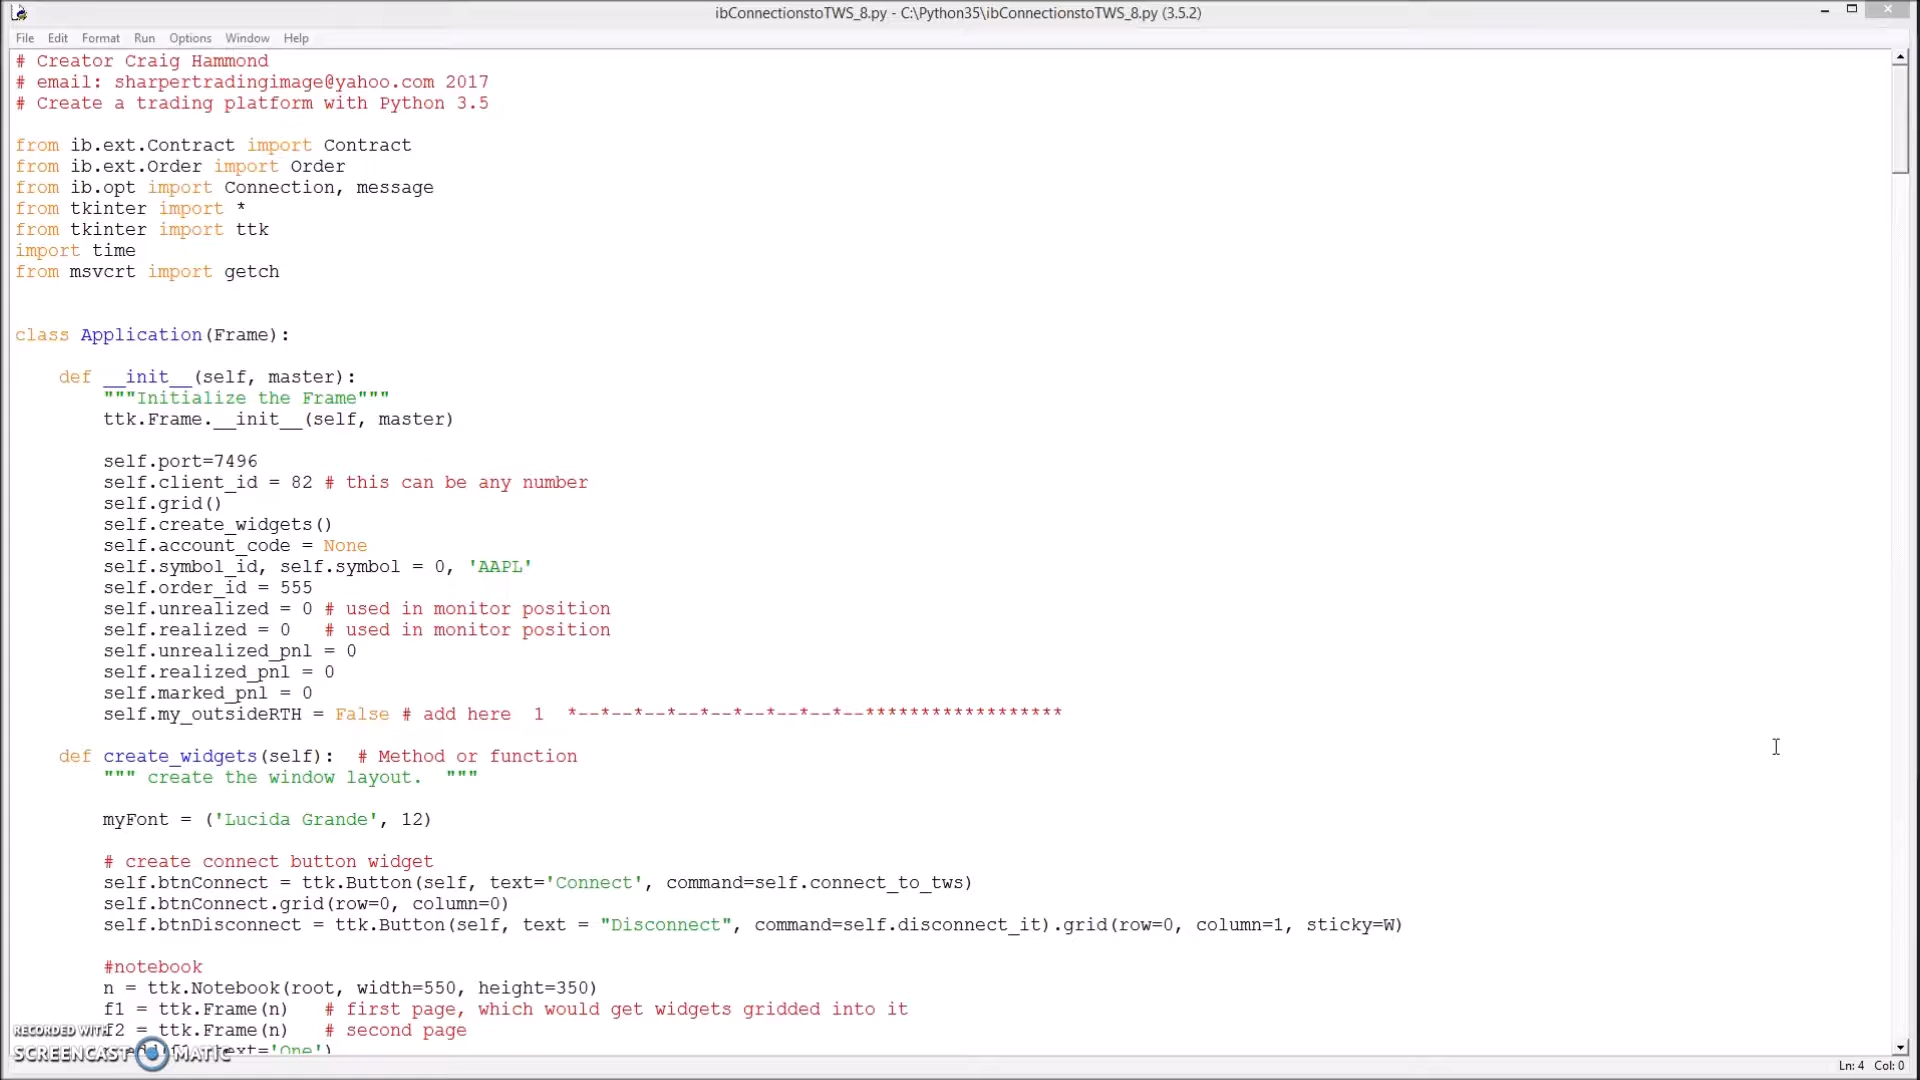 ibConnectionstoTWS_8.py - C:\Python35\ibConnectionstoTWS_8.py (3.5.2)
File Edit Format Run Options Window Help
# Creator Craig Hammond
# email: sharpertradingimage@yahoo.com 2017
# Create a trading platform with Python 3.5

from ib.ext.Contract import Contract
from ib.ext.Order import Order
from ib.opt import Connection, message
from tkinter import *
from tkinter import ttk
import time
from msvcrt import getch

class Application(Frame):

    def __init__(self, master):
        """Initialize the Frame"""
        ttk.Frame.__init__(self, master)

        self.port=7496
        self.client_id = 82 # this can be any number
        self.grid()
        self.create_widgets()
        self.account_code = None
        self.symbol_id, self.symbol = 0, 'AAPL'
        self.order_id = 555
        self.unrealized = 0 # used in monitor position
        self.realized = 0   # used in monitor position
        self.unrealized_pnl = 0
        self.realized_pnl = 0
        self.marked_pnl = 0
        self.my_outsideRTH = False # add here  1  *--*--*--*--*--*--*--*--*--******************

    def create_widgets(self):  # Method or function
        """ create the window layout.  """

        myFont = ('Lucida Grande', 12)

        # create connect button widget
        self.btnConnect = ttk.Button(self, text='Connect', command=self.connect_to_tws)
        self.btnConnect.grid(row=0, column=0)
        self.btnDisconnect = ttk.Button(self, text = "Disconnect", command=self.disconnect_it).grid(row=0, column=1, sticky=W)

        #notebook
        n = ttk.Notebook(root, width=550, height=350)
        f1 = ttk.Frame(n)   # first page, which would get widgets gridded into it
        f2 = ttk.Frame(n)   # second page
text='One')
RECORDED WITH
SCREENCAST MATIC
Ln: 4 Col: 0